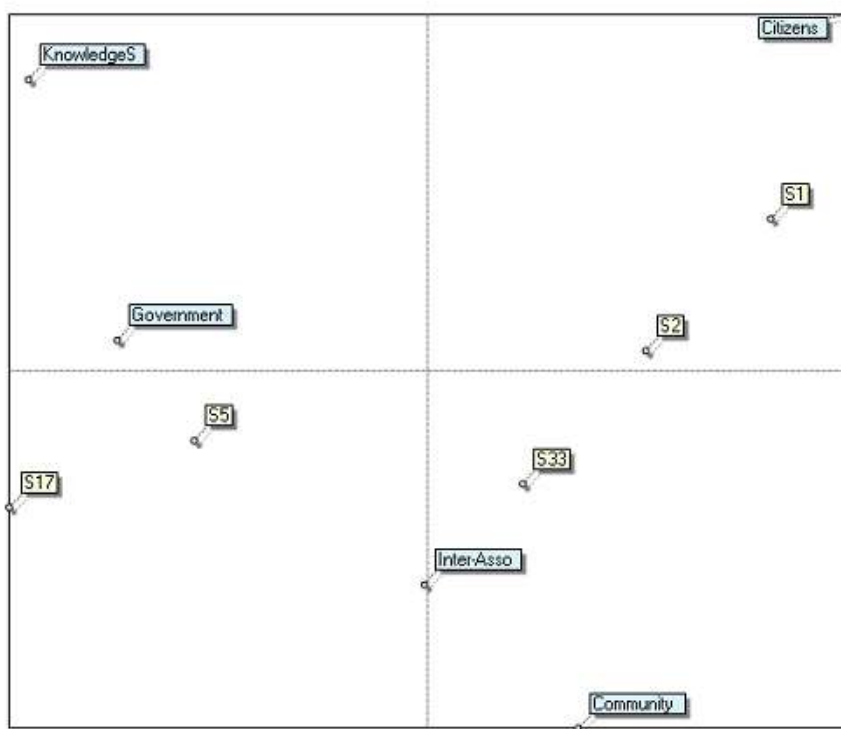 Citizens
KnowledgeS
S1
Government
S2
S5
S33
S17
Inter-Asso
Community